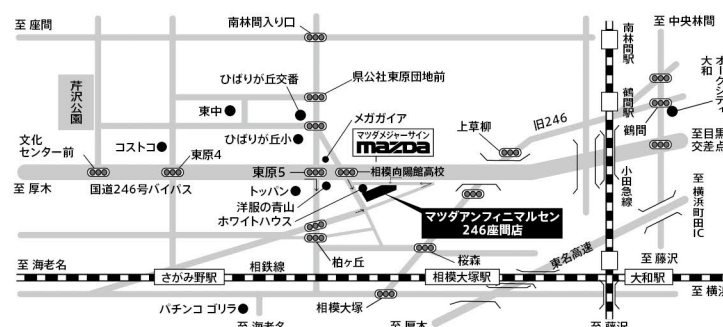 至 座間
南林間入り口
南林間駅
至 中央林間
芹沢公園
ひばりが丘交番
県公社東原団地前
東中
鶴間駅
大和
オークシティ
文化
センター前
コストコ
ひばりが丘小
メガガイア
マツダメジャーサイン
mazda
上草柳
旧246
鶴間
至目黒
交差点
東原4
東原5
相模向陽館高校
至 厚木
国道246号バイパス
トッパン
洋服の青山
ホワイトハウス
マツダアンフィニマルセン
246座間店
小田急線
至 横浜町田IC
柏ヶ丘
桜森
東名高速
至 藤沢
至 海老名
さがみ野駅
相鉄線
相模大塚駅
大和駅
至 横浜
パチンコ ゴリラ
相模大塚
至 海老名
至 厚木
至 藤沢